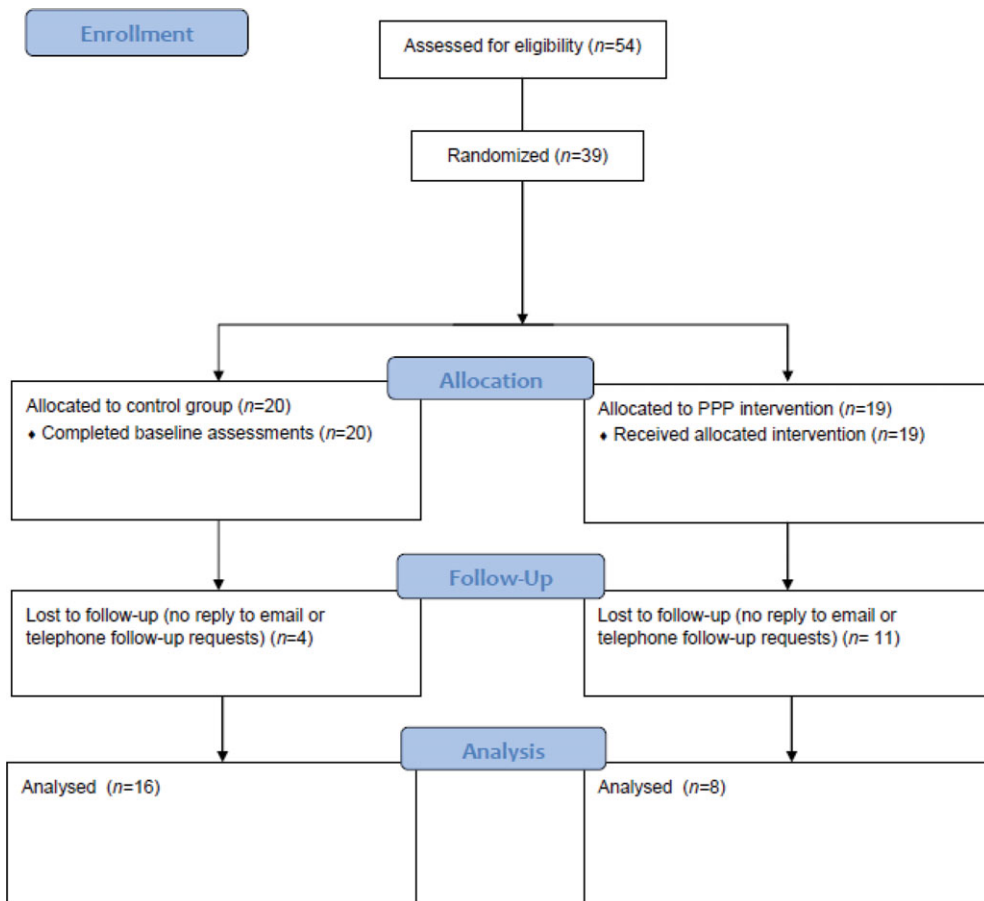 Enrollment
Assessed for eligibility (n=54)
Randomized (n=39)
Allocation
Allocated to control group (n=20)
♦ Completed baseline assessments (n=20)
Allocated to PPP intervention (n=19)
♦ Received allocated intervention (n=19)
Follow-Up
Lost to follow-up (no reply to email or
telephone follow-up requests) (n=4)
Lost to follow-up (no reply to email or
telephone follow-up requests) (n= 11)
Analysis
Analysed (n=16)
Analysed (n=8)